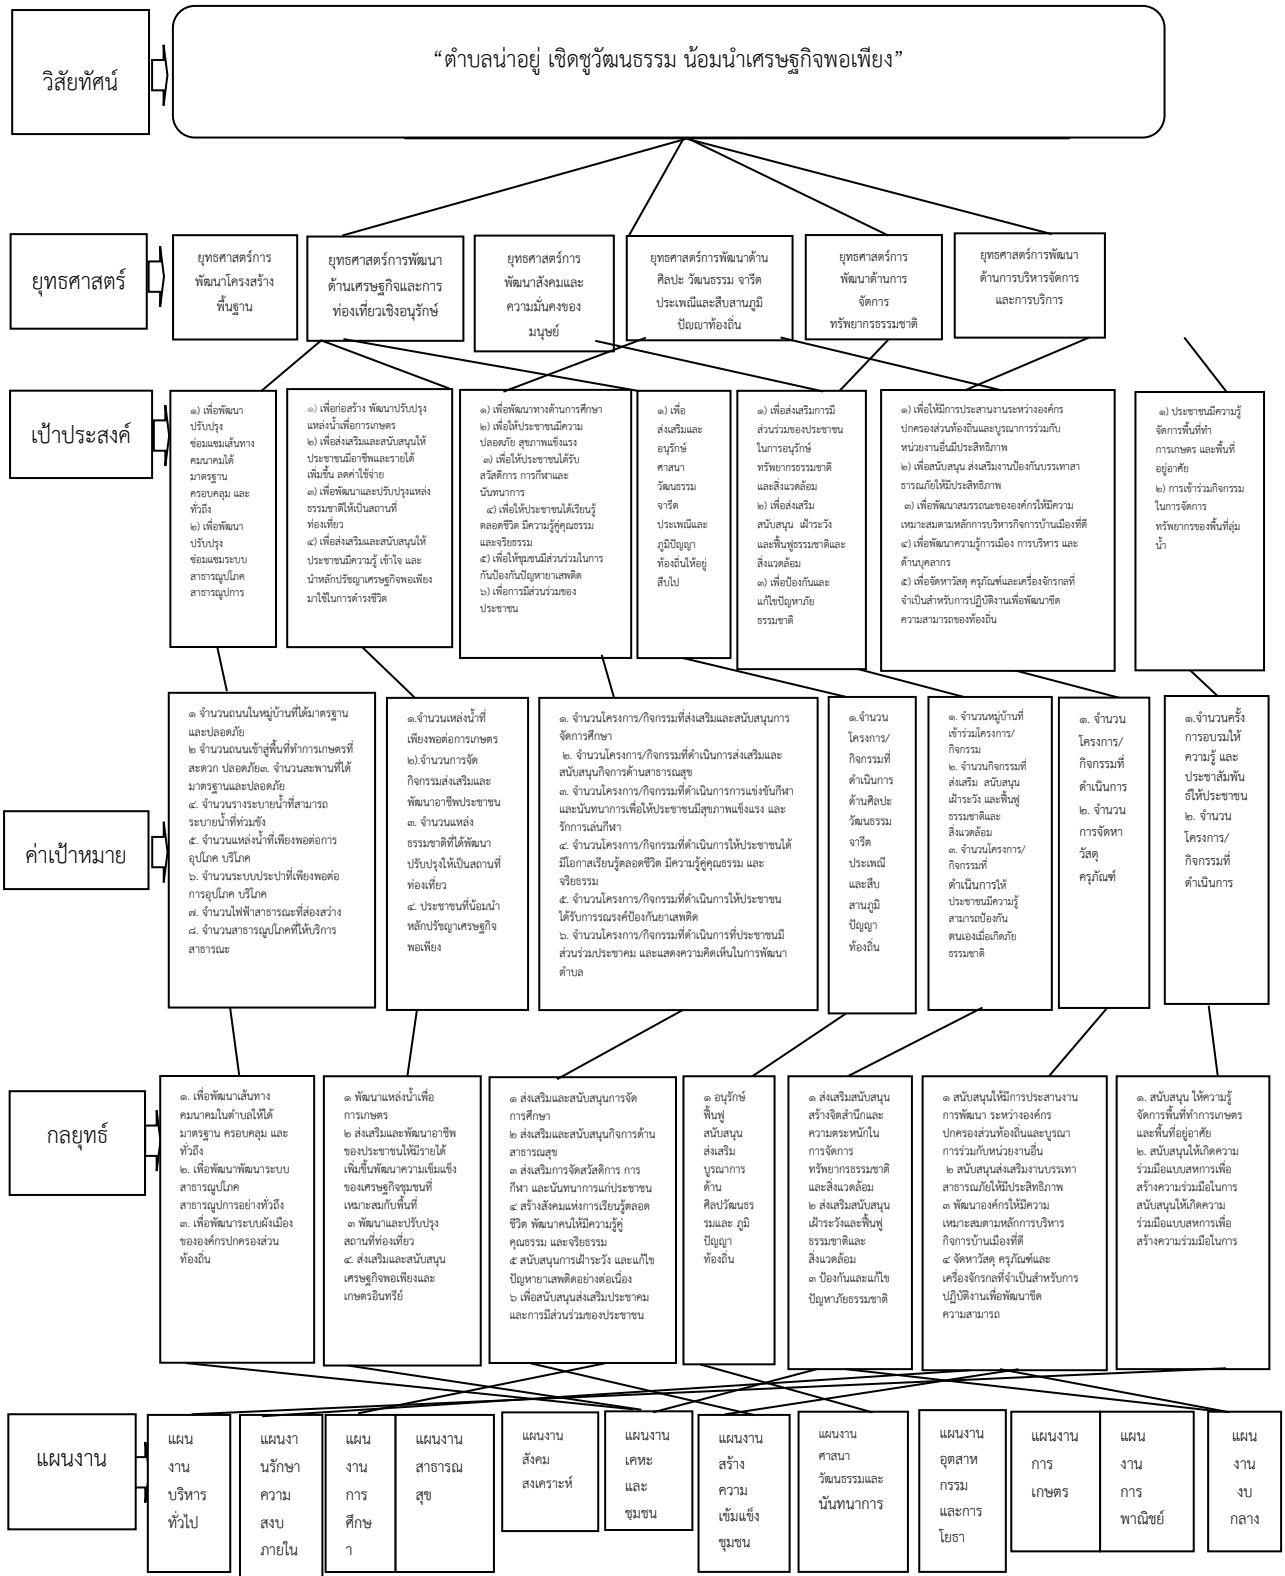 วิสัยทัศน์
“ตำบลน่าอยู่ เชิดชูวัฒนธรรม น้อมนำเศรษฐกิจพอเพียง”
ยุทธศาสตร์
ยุทธศาสตร์การ
พัฒนาโครงสร้าง
พื้นฐาน
ยุทธศาสตร์การพัฒนา
ด้านเศรษฐกิจและการ
ท่องเที่ยวเชิงอนุรักษ์
ยุทธศาสตร์การ
พัฒนาสังคมและ
ความมั่นคงของ
มนุษย์
ยุทธศาสตร์การพัฒนาด้าน
ศิลปะ วัฒนธรรม จารีต
ประเพณีและสืบสานภูมิ
ปัญญาท้องถิ่น
ยุทธศาสตร์การ
พัฒนาด้านการ
จัดการ
ทรัพยากรธรรมชาติ
ยุทธศาสตร์การพัฒนา
ด้านการบริหารจัดการ
และการบริการ
เป้าประสงค์
๑) เพื่อพัฒนา
ปรับปรุง
ซ่อมแซมเส้นทาง
คมนาคมได้
มาตรฐาน
ครอบคลุม และ
ทั่วถึง
๒) เพื่อพัฒนา
ปรับปรุง
ซ่อมแซมระบบ
สาธารณูปโภค
สาธารณูปการ
๑) เพื่อก่อสร้าง พัฒนาปรับปรุง
แหล่งน้ำเพื่อการเกษตร
๒) เพื่อส่งเสริมและสนับสนุนให้
ประชาชนมีอาชีพและรายได้
เพิ่มขึ้น ลดค่าใช้จ่าย
๓) เพื่อพัฒนาและปรับปรุงแหล่ง
ธรรมชาติให้เป็นสถานที่
ท่องเที่ยว
๔) เพื่อส่งเสริมและสนับสนุนให้
ประชาชนมีความรู้ เข้าใจ และ
นำหลักปรัชญาเศรษฐกิจพอเพียง
มาใช้ในการดำรงชีวิต
๑) เพื่อพัฒนาทางด้านการศึกษา
๒) เพื่อให้ประชาชนมีความ
ปลอดภัย สุขภาพแข็งแรง
๓) เพื่อให้ประชาชนได้รับ
สวัสดิการ การกีฬาและ
นันทนาการ
๔) เพื่อให้ประชาชนได้เรียนรู้
ตลอดชีวิต มีความรู้คู่คุณธรรม
และจริยธรรม
๕) เพื่อให้ชุมชนมีส่วนร่วมในการ
กันป้องกันปัญหายาเสพติด
๖) เพื่อการมีส่วนร่วมของ
ประชาชน
๑) เพื่อ
ส่งเสริมและ
อนุรักษ์
ศาสนา
วัฒนธรรม
จารีต
ประเพณีและ
ภูมิปัญญา
ท้องถิ่นให้อยู่
สืบไป
๑) เพื่อส่งเสริมการมี
ส่วนร่วมของประชาชน
ในการอนุรักษ์
ทรัพยากรธรรมชาติ
และสิ่งแวดล้อม
๒) เพื่อส่งเสริม
สนับสนุน เฝ้าระวัง
และฟื้นฟูธรรมชาติและ
สิ่งแวดล้อม
๓) เพื่อป้องกันและ
แก้ไขปัญหาภัย
ธรรมชาติ
๑) เพื่อให้มีการประสานงานระหว่างองค์กร
ปกครองส่วนท้องถิ่นและบูรณาการร่วมกับ
หน่วยงานอื่นมีประสิทธิภาพ
๒) เพื่อสนับสนุน ส่งเสริมงานป้องกันบรรเทาสา
ธารณภัยให้มีประสิทธิภาพ
๓) เพื่อพัฒนาสมรรถนะขององค์กรให้มีความ
เหมาะสมตามหลักการบริหารกิจการบ้านเมืองที่ดี
๔) เพื่อพัฒนาความรู้การเมือง การบริหาร และ
ด้านบุคลากร
๕) เพื่อจัดหาวัสดุ ครุภัณฑ์และเครื่องจักรกลที่
จำเป็นสำหรับการปฏิบัติงานเพื่อพัฒนาขีด
ความสามารถของท้องถิ่น
๑) ประชาชนมีความรู้
จัดการพื้นที่ทำ
การเกษตร และพื้นที่
อยู่อาศัย
๒) การเข้าร่วมกิจกรรม
ในการจัดการ
ทรัพยากรของพื้นที่ลุ่ม
น้ำ
ค่าเป้าหมาย
๑ จำนวนถนนในหมู่บ้านที่ได้มาตรฐาน
และปลอดภัย
๒ จำนวนถนนเข้าสู่พื้นที่ทำการเกษตรที่
สะดวก ปลอดภัย๓. จำนวนสะพานที่ได้
มาตรฐานและปลอดภัย
๔. จำนวนรางระบายน้ำที่สามารถ
ระบายน้ำที่ท่วมขัง
๕. จำนวนแหล่งน้ำที่เพียงพอต่อการ
อุปโภค บริโภค
๖. จำนวนระบบประปาที่เพียงพอต่อ
การอุปโภค บริโภค
๗. จำนวนไฟฟ้าสาธารณะที่ส่องสว่าง
๘. จำนวนสาธารณูปโภคที่ให้บริการ
สาธารณะ
๑.จำนวนแหล่งน้ำที่
เพียงพอต่อการเกษตร
๒).จำนวนการจัด
กิจกรรมส่งเสริมและ
พัฒนาอาชีพประชาชน
๓. จำนวนแหล่ง
ธรรมชาติที่ได้พัฒนา
ปรับปรุงให้เป็นสถานที่
ท่องเที่ยว
๔. ประชาชนที่น้อมนำ
หลักปรัชญาเศรษฐกิจ
พอเพียง
๑. จำนวนโครงการ/กิจกรรมที่ส่งเสริมและสนับสนุนการ
จัดการศึกษา
๒. จำนวนโครงการ/กิจกรรมที่ดำเนินการส่งเสริมและ
สนับสนุนกิจการด้านสาธารณสุข
๓. จำนวนโครงการ/กิจกรรมที่ดำเนินการการแข่งขันกีฬา
และนันทนาการเพื่อให้ประชาชนมีสุขภาพแข็งแรง และ
รักการเล่นกีฬา
๔. จำนวนโครงการ/กิจกรรมที่ดำเนินการให้ประชาชนได้
มีโอกาสเรียนรู้ตลอดชีวิต มีความรู้คู่คุณธรรม และ
จริยธรรม
๕. จำนวนโครงการ/กิจกรรมที่ดำเนินการให้ประชาชน
ได้รับการรณรงค์ป้องกันยาเสพติด
๖. จำนวนโครงการ/กิจกรรมที่ดำเนินการที่ประชาชนมี
ส่วนร่วมประชาคม และแสดงความคิดเห็นในการพัฒนา
ตำบล
๑.จำนวน
โครงการ/
กิจกรรมที่
ดำเนินการ
ด้านศิลปะ
วัฒนธรรม
จารีต
ประเพณี
และสืบ
สานภูมิ
ปัญญา
ท้องถิ่น
๑. จำนวนหมู่บ้านที่
เข้าร่วมโครงการ/
กิจกรรม
๒. จำนวนกิจกรรมที่
ส่งเสริม สนับสนุน
เฝ้าระวัง และฟื้นฟู
ธรรมชาติและ
สิ่งแวดล้อม
๓. จำนวนโครงการ/
กิจกรรมที่
ดำเนินการให้
ประชาชนมีความรู้
สามารถป้องกัน
ตนเองเมื่อเกิดภัย
ธรรมชาติ
๑. จำนวน
โครงการ/
กิจกรรมที่
ดำเนินการ
๒. จำนวน
การจัดหา
วัสดุ
ครุภัณฑ์
๑.จำนวนครั้ง
การอบรมให้
ความรู้ และ
ประชาสัมพัน
ธ์ให้ประชาชน
๒. จำนวน
โครงการ/
กิจกรรมที่
ดำเนินการ
กลยุทธ์
๑. เพื่อพัฒนาเส้นทาง
คมนาคมในตำบลให้ได้
มาตรฐาน ครอบคลุม และ
ทั่วถึง
๒. เพื่อพัฒนาพัฒนาระบบ
สาธารณูปโภค
สาธารณูปการอย่างทั่วถึง
๓. เพื่อพัฒนาระบบผังเมือง
ขององค์กรปกครองส่วน
ท้องถิ่น
๑ พัฒนาแหล่งน้ำเพื่อ
การเกษตร
๒ ส่งเสริมและพัฒนาอาชีพ
ของประชาชนให้มีรายได้
เพิ่มขึ้นพัฒนาความเข้มแข็ง
ของเศรษฐกิจชุมชนที่
เหมาะสมกับพื้นที่
๓ พัฒนาและปรับปรุง
สถานที่ท่องเที่ยว
๔. ส่งเสริมและสนับสนุน
เศรษฐกิจพอเพียงและ
เกษตรอินทรีย์
๑ ส่งเสริมและสนับสนุนการจัด
การศึกษา
๒ ส่งเสริมและสนับสนุนกิจการด้าน
สาธารณสุข
๓ ส่งเสริมการจัดสวัสดิการ การ
กีฬา และนันทนาการแก่ประชาชน
๔ สร้างสังคมแห่งการเรียนรู้ตลอด
ชีวิต พัฒนาคนให้มีความรู้คู่
คุณธรรม และจริยธรรม
๕ สนับสนุนการเฝ้าระวัง และแก้ไข
ปัญหายาเสพติดอย่างต่อเนื่อง
๖ เพื่อสนับสนุนส่งเสริมประชาคม
และการมีส่วนร่วมของประชาชน
๑ อนุรักษ์
ฟื้นฟู
สนับสนุน
ส่งเสริม
บูรณาการ
ด้าน
ศิลปวัฒนธร
รมและ ภูมิ
ปัญญา
ท้องถิ่น
๑ ส่งเสริมสนับสนุน
สร้างจิตสำนึกและ
ความตระหนักใน
การจัดการ
ทรัพยากรธรรมชาติ
และสิ่งแวดล้อม
๒ ส่งเสริมสนับสนุน
เฝ้าระวังและฟื้นฟู
ธรรมชาติและ
สิ่งแวดล้อม
๓ ป้องกันและแก้ไข
ปัญหาภัยธรรมชาติ
๑ สนับสนุนให้มีการประสานงาน
การพัฒนา ระหว่างองค์กร
ปกครองส่วนท้องถิ่นและบูรณา
การร่วมกับหน่วยงานอื่น
๒ สนับสนุนส่งเสริมงานบรรเทา
สาธารณภัยให้มีประสิทธิภาพ
๓ พัฒนาองค์กรให้มีความ
เหมาะสมตามหลักการบริหาร
กิจการบ้านเมืองที่ดี
๔ จัดหาวัสดุ ครุภัณฑ์และ
เครื่องจักรกลที่จำเป็นสำหรับการ
ปฏิบัติงานเพื่อพัฒนาขีด
ความสามารถ
๑. สนับสนุน ให้ความรู้
จัดการพื้นที่ทำการเกษตร
และพื้นที่อยู่อาศัย
๒. สนับสนุนให้เกิดความ
ร่วมมือแบบสหการเพื่อ
สร้างความร่วมมือในการ
สนับสนุนให้เกิดความ
ร่วมมือแบบสหการเพื่อ
สร้างความร่วมมือในการ
แผนงาน
แผน
งาน
บริหาร
ทั่วไป
แผนงา
นรักษา
ความ
สงบ
ภายใน
แผน
งาน
การ
ศึกษ
า
แผนงาน
สาธารณ
สุข
แผนงาน
สังคม
สงเคราะห์
แผนงาน
เคหะ
และ
ชุมชน
แผนงาน
สร้าง
ความ
เข้มแข็ง
ชุมชน
แผนงาน
ศาสนา
วัฒนธรรมและ
นันทนาการ
แผนงาน
อุตสาห
กรรม
และการ
โยธา
แผนงาน
การ
เกษตร
แผน
งาน
การ
พาณิชย์
แผน
งาน
งบ
กลาง